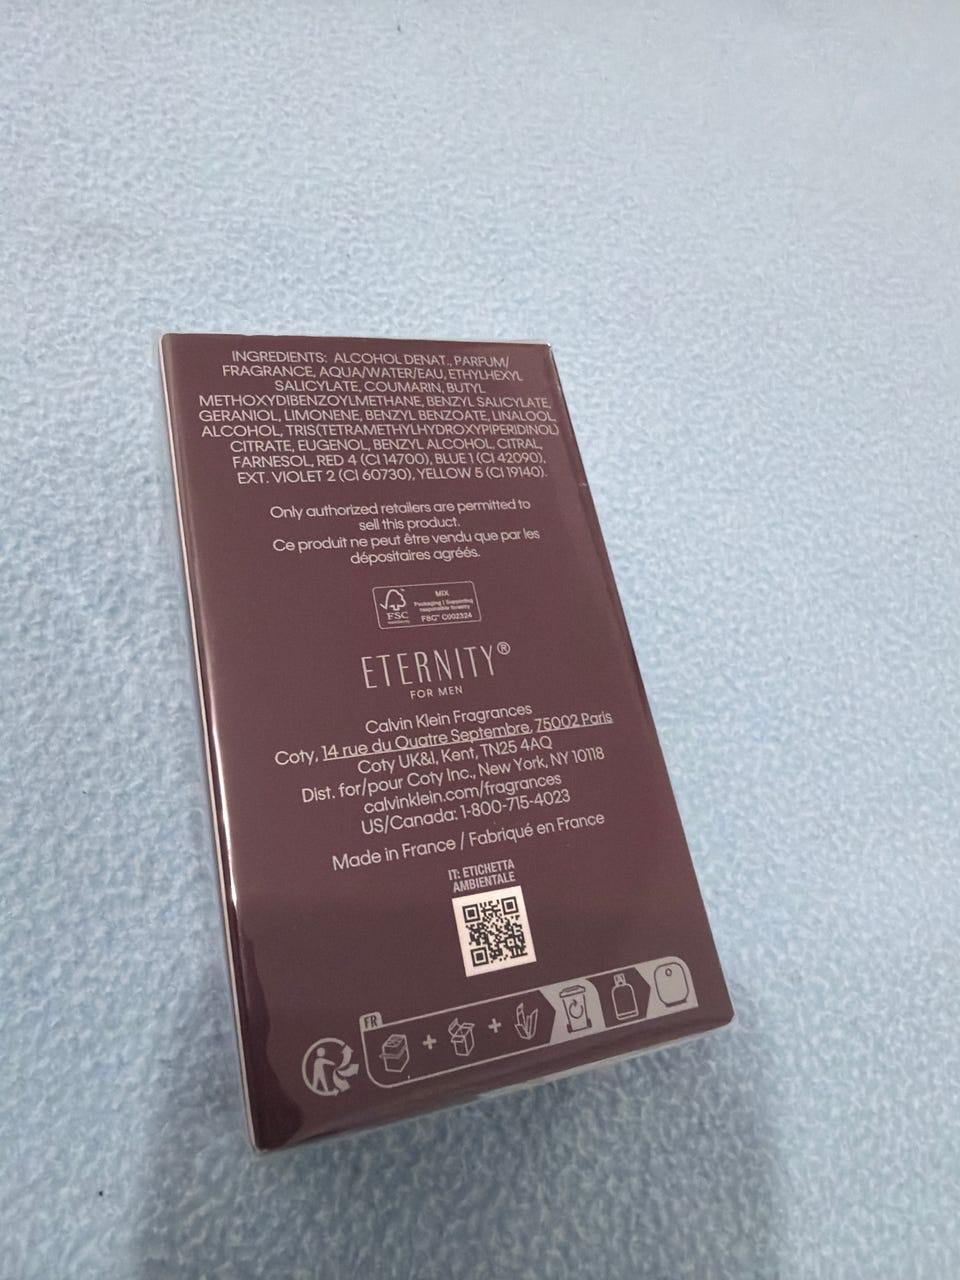 INGREDIENTS: ALCOHOL DENAT., PARFUM/
FRAGRANCE, AQUA/WATER/EAU, ETHYLHEXYL
SALICYLATE, COUMARIN, BUTYL
METHOXYDIBENZOYLMETHANE, BENZYL SALICYLATE,
GERANIOL, LIMONENE, BENZYL BENZOATE, LINALOOL,
ALCOHOL, TRIS(TETRAMETHYLHYDROXYPIPERIDINOL)
CITRATE, EUGENOL, BENZYL ALCOHOL, CITRAL,
FARNESOL, RED 4 (CI 14700), BLUE 1 (CI 42090),
EXT. VIOLET 2 (CI 60730), YELLOW 5 (CI 19140).
Only authorized retailers are permitted to
sell this product.
Ce produit ne peut être vendu que par les
dépositaires agréés.
FSC
MIX
Packaging | Supporting
responsible forestry
FSC™ C002324
ETERNITY®
FOR MEN
Calvin Klein Fragrances
Coty, 14 rue du Quatre Septembre, 75002 Paris
Coty UK&I, Kent, TN25 4AQ
Dist. for/pour Coty Inc., New York, NY 10118
calvinklein.com/fragrances
US/Canada: 1-800-715-4023
Made in France / Fabriqué en France
IT: ETICHETTA
AMBIENTALE
FR
+ +